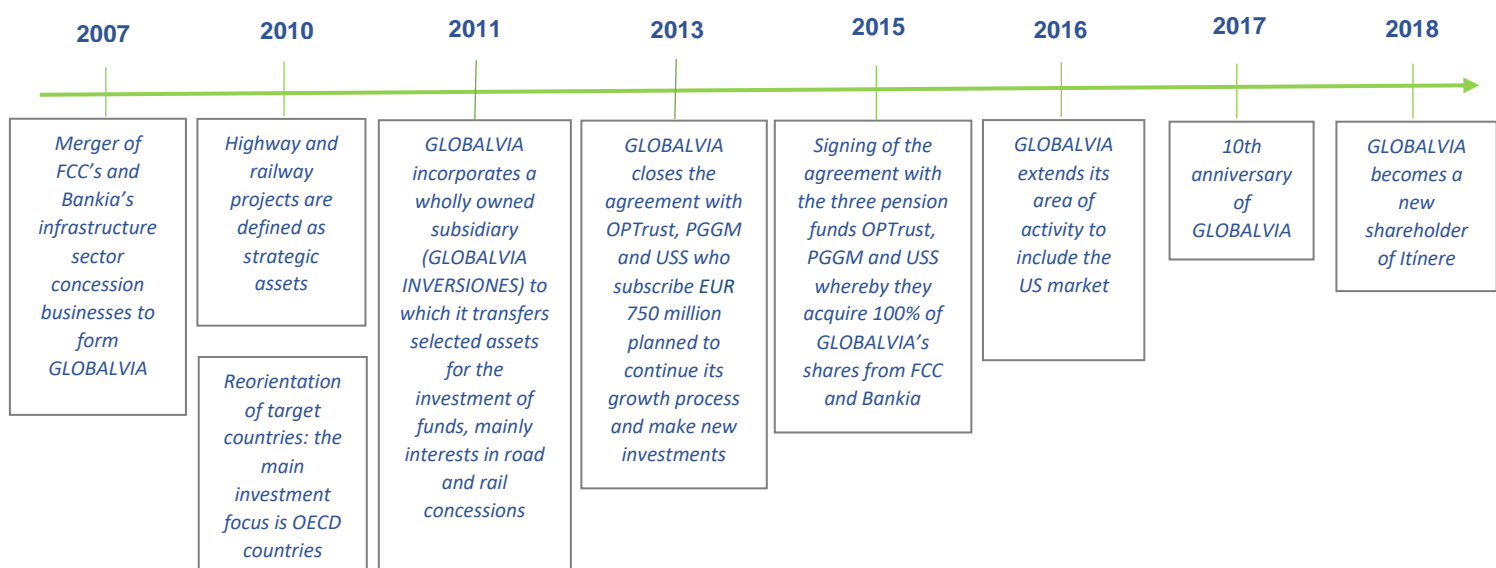 2007
2010
2011
2013
2015
2016
2017
2018
Merger of
FCC's and
Bankia's
infrastructure
sector
concession
businesses to
form
GLOBALVIA
Highway and
railway
projects are
defined as
strategic
assets
Reorientation
of target
countries: the
main
investment
focus is OECD
countries
GLOBALVIA
incorporates a
wholly owned
subsidiary
(GLOBALVIA
INVERSIONES) to
which it transfers
selected assets
for the
investment of
funds, mainly
interests in road
and rail
concessions
GLOBALVIA
closes the
agreement with
OPTrust, PGGM
and USS who
subscribe EUR
750 million
planned to
continue its
growth process
and make new
investments
Signing of the
agreement with
the three pension
funds OPTrust,
PGGM and USS
whereby they
acquire 100% of
GLOBALVIA's
shares from FCC
and Bankia
GLOBALVIA
extends its
area of
activity to
include the
US market
10th
anniversary
of
GLOBALVIA
GLOBALVIA
becomes a
new
shareholder
of Itínere